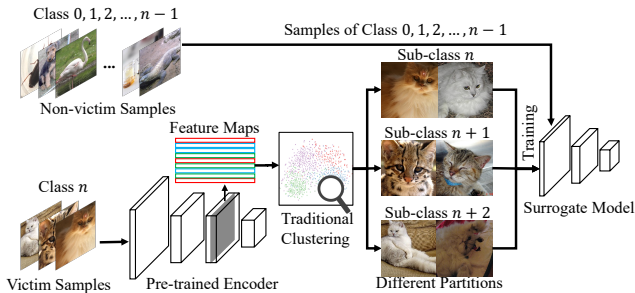 Class 0, 1, 2, ..., n − 1
Samples of Class 0, 1, 2, ..., n − 1
...
Non-victim Samples
Sub-class n
Feature Maps
Sub-class n + 1
Training
Class n
Traditional
Clustering
Surrogate Model
Sub-class n + 2
Victim Samples
Pre-trained Encoder
Different Partitions